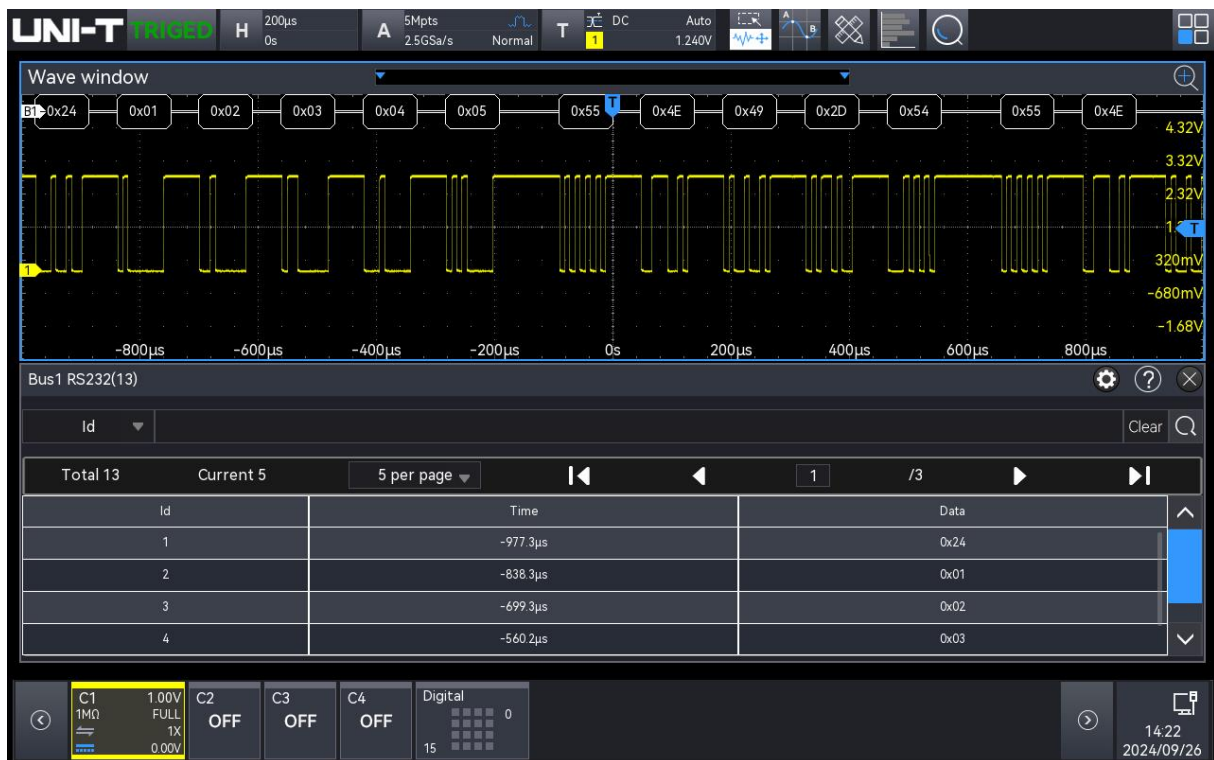 UNI-T TRIGED H 200μs 0s A 5Mpts 2.5GSa/s Normal T DC 1 Auto 1.240V A B
Wave window
B1 0x24 0x01 0x02 0x03 0x04 0x05 0x55 T 0x4E 0x49 0x2D 0x54 0x55 0x4E
4.32V
3.32V
2.32V
T
1 320mV
-680mV
-1.68V
-800μs -600μs -400μs -200μs 0s 200μs 400μs 600μs 800μs
Bus1 RS232(13)
Id Clear
Total 13 Current 5 5 per page 1 /3
Id Time Data
1 -977.3μs 0x24
2 -838.3μs 0x01
3 -699.3μs 0x02
4 -560.2μs 0x03
C1 1.00V C2 C3 C4 Digital
1MΩ FULL OFF OFF OFF 0
1X 14:22
0.00V 15 2024/09/26